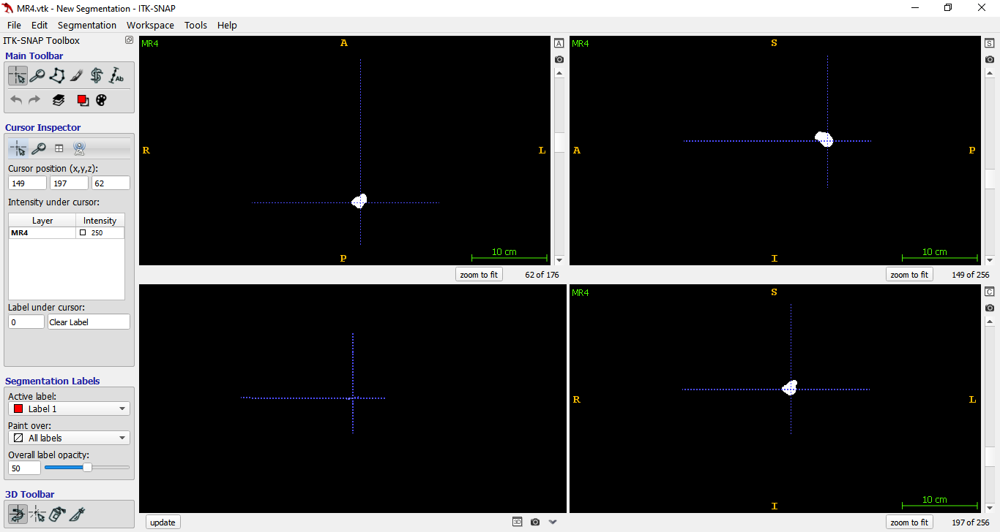 MR4.vtk - New Segmentation - ITK-SNAP
File Edit Segmentation Workspace Tools Help
ITK-SNAP Toolbox
Main Toolbar
Ab
Cursor Inspector
Cursor position (x,y,z):
149 197 62
Intensity under cursor:
Layer Intensity
MR4 250
Label under cursor:
0 Clear Label
Segmentation Labels
Active label:
Label 1
Paint over:
All labels
Overall label opacity:
50
3D Toolbar
MR4
A
A
R
L
10 cm
P
zoom to fit 62 of 176
MR4
S
S
A
P
10 cm
I
zoom to fit 149 of 256
update
3D
MR4
S
C
R
L
10 cm
I
zoom to fit 197 of 256